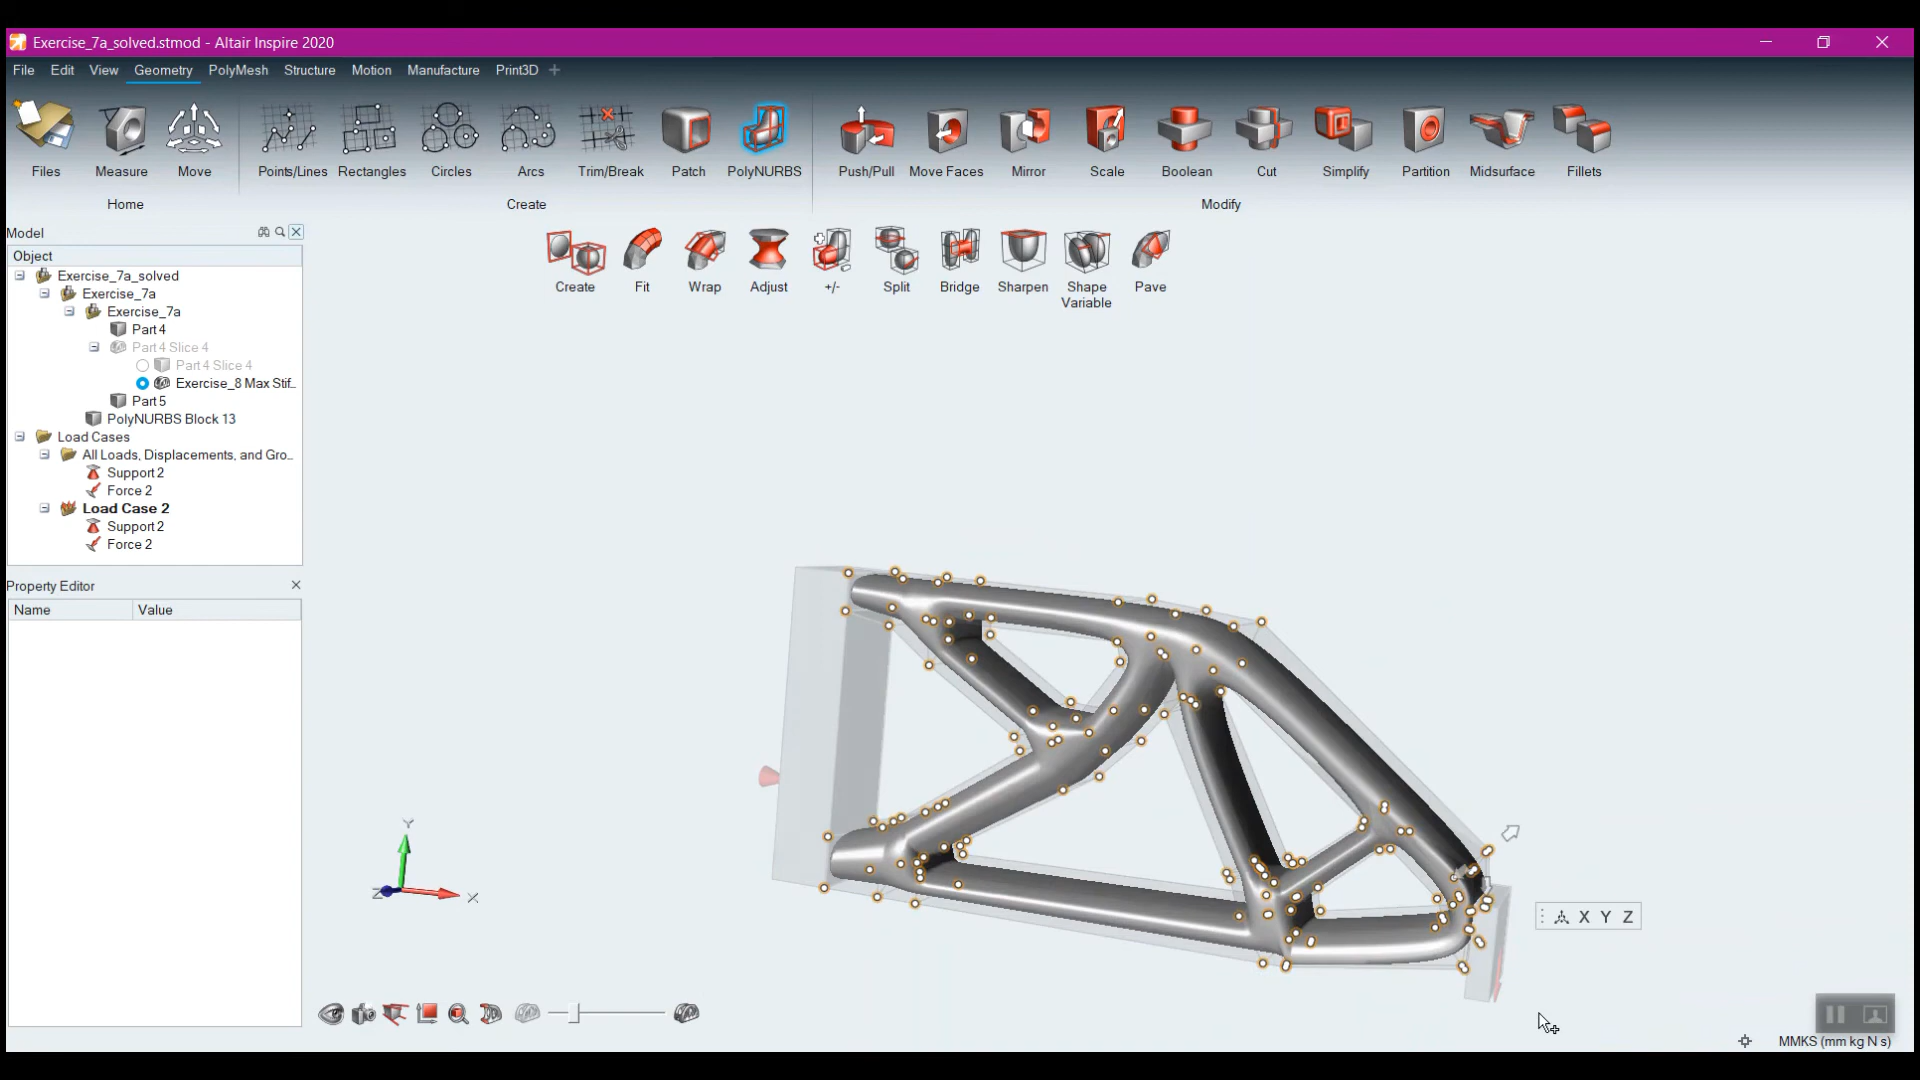 Exercise_7a_solved.stmod - Altair Inspire 2020
File Edit View Geometry PolyMesh Structure Motion Manufacture Print3D +
Files Measure Move Points/Lines Rectangles Circles Arcs Trim/Break Patch PolyNURBS Push/Pull Move Faces Mirror Scale Boolean Cut Simplify Partition Midsurface Fillets
Home Create Modify
Model
Object
Create Fit Wrap Adjust +/- Split Bridge Sharpen Shape Variable Pave
Exercise_7a_solved
Exercise_7a
Exercise_7a
Part 4
Part 4 Slice 4
Part 4 Slice 4
Exercise_8 Max Stif...
Part 5
PolyNURBS Block 13
Load Cases
All Loads, Displacements, and Gro...
Support 2
Force 2
Load Case 2
Support 2
Force 2
Property Editor
Name Value
Y
Z X
X Y Z
MMKS (mm kg N s)